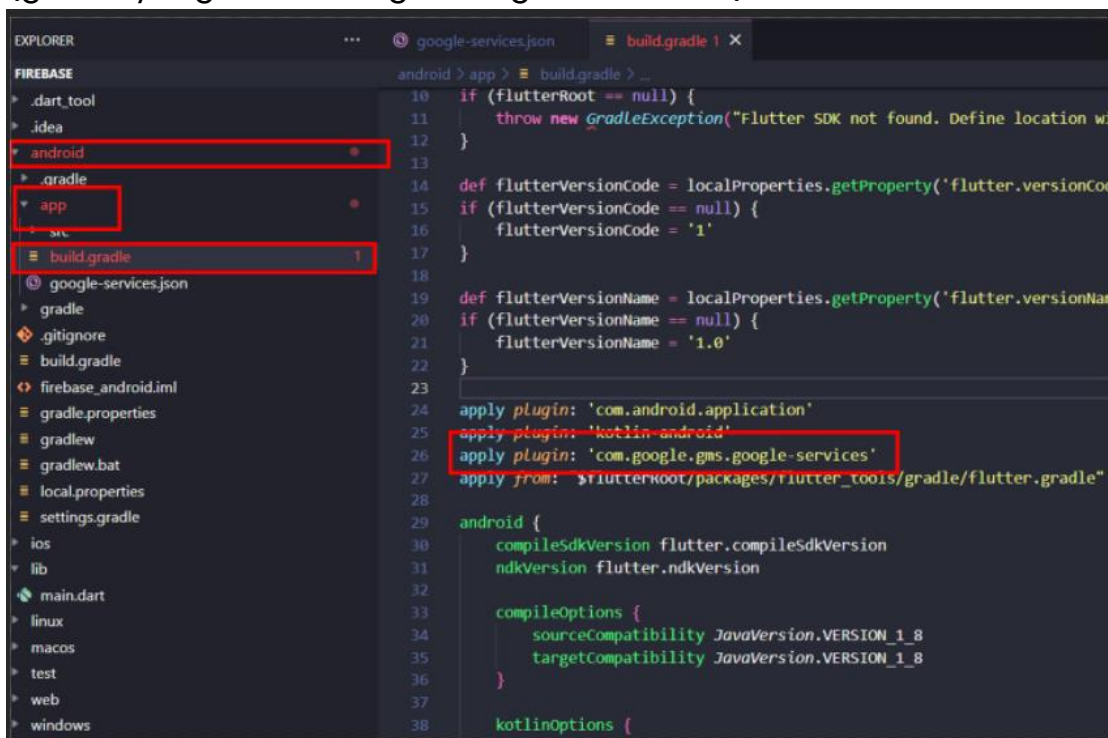 EXPLORER
FIREBASE
.dart_tool
.idea
android
.gradle
app
src
build.gradle 1
google-services.json
gradle
.gitignore
build.gradle
firebase_android.iml
gradle.properties
gradlew
gradlew.bat
local.properties
settings.gradle
ios
lib
main.dart
linux
macos
test
web
windows
google-services.json
build.gradle 1 ×
android > app > build.gradle > ...
10 if (flutterRoot == null) {
11 throw new GradleException("Flutter SDK not found. Define location
12 }
13
14 def flutterVersionCode = localProperties.getProperty('flutter.versionCod
15 if (flutterVersionCode == null) {
16 flutterVersionCode = '1'
17 }
18
19 def flutterVersionName = localProperties.getProperty('flutter.versionNam
20 if (flutterVersionName == null) {
21 flutterVersionName = '1.0'
22 }
23
24 apply plugin: 'com.android.application'
25 apply plugin: 'kotlin-android'
26 apply plugin: 'com.google.gms.google-services'
27 apply from: "$flutterRoot/packages/flutter_tools/gradle/flutter.gradle"
28
29 android {
30 compileSdkVersion flutter.compileSdkVersion
31 ndkVersion flutter.ndkVersion
32
33 compileOptions {
34 sourceCompatibility JavaVersion.VERSION_1_8
35 targetCompatibility JavaVersion.VERSION_1_8
36 }
37
38 kotlinOptions {